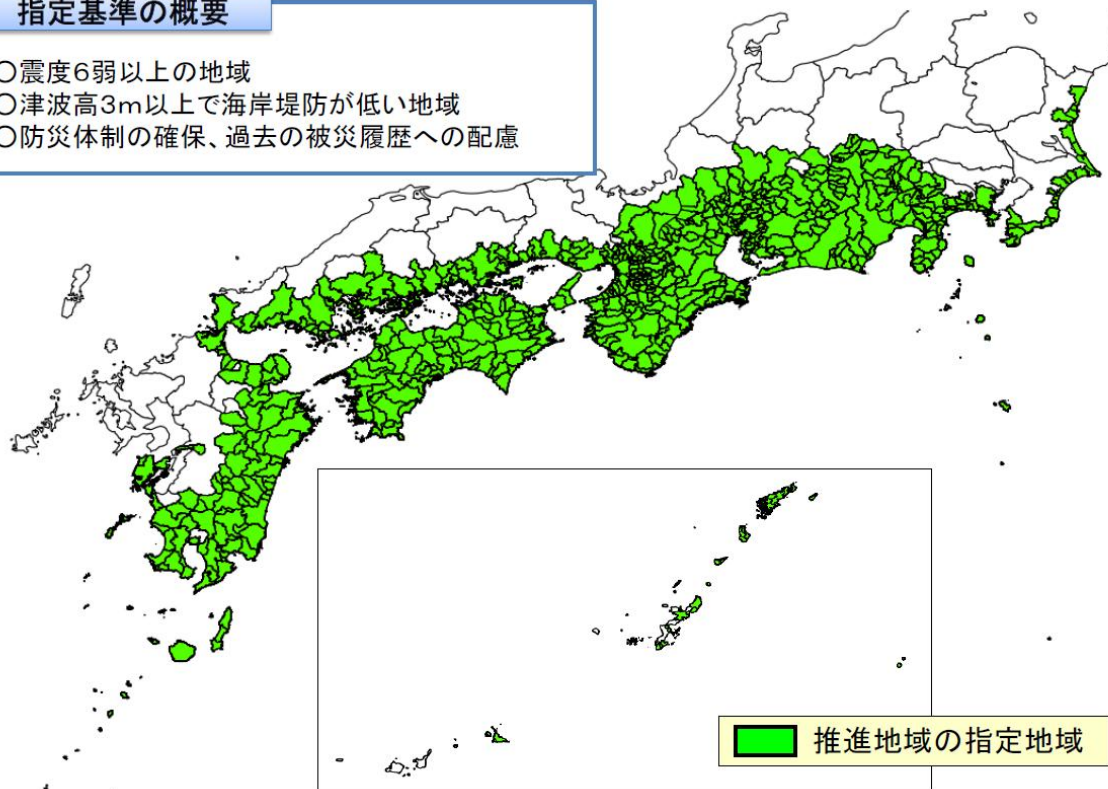 指定基準の概要
○震度6弱以上の地域
○津波高3m以上で海岸堤防が低い地域
○防災体制の確保、過去の被災履歴への配慮
推進地域の指定地域